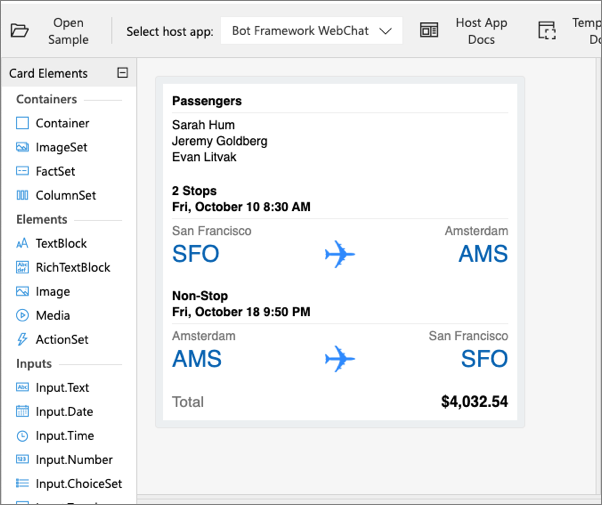 Open
Sample
Select host app:
Bot Framework WebChat
Host App
Docs
Card Elements
Containers
Container
ImageSet
FactSet
ColumnSet
Elements
TextBlock
RichTextBlock
Image
Media
ActionSet
Inputs
Input.Text
Input.Date
Input.Time
Input.Number
Input.ChoiceSet
Passengers
Sarah Hum
Jeremy Goldberg
Evan Litvak
2 Stops
Fri, October 10 8:30 AM
San Francisco Amsterdam
SFO AMS
Non-Stop
Fri, October 18 9:50 PM
Amsterdam San Francisco
AMS SFO
Total $4,032.54